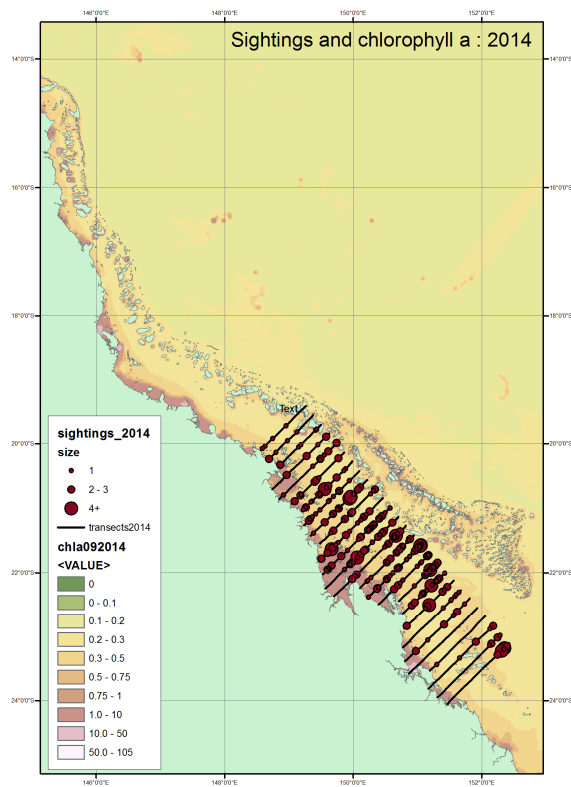 146°0'0"E 148°0'0"E 150°0'0"E 152°0'0"E
Sightings and chlorophyll a : 2014
14°0'0"S 14°0'0"S
16°0'0"S 16°0'0"S
18°0'0"S 18°0'0"S
Text
20°0'0"S 20°0'0"S
22°0'0"S 22°0'0"S
24°0'0"S 24°0'0"S
sightings_2014
size
1
2 - 3
4+
transects2014
chla092014
<VALUE>
0
0 - 0.1
0.1 - 0.2
0.2 - 0.3
0.3 - 0.5
0.5 - 0.75
0.75 - 1
1.0 - 10
10.0 - 50
50.0 - 105
146°0'0"E 148°0'0"E 150°0'0"E 152°0'0"E